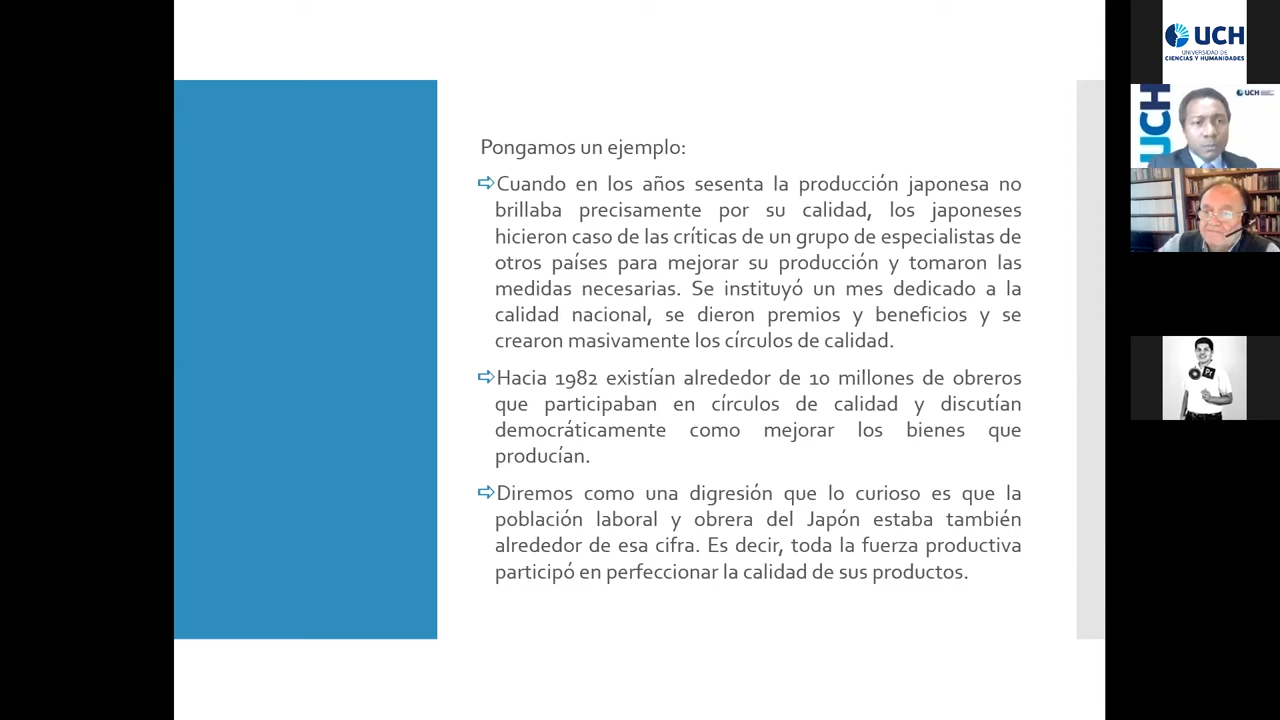 Pongamos un ejemplo:
⇨Cuando en los años sesenta la producción japonesa no
brillaba precisamente por su calidad, los japoneses
hicieron caso de las críticas de un grupo de especialistas de
otros países para mejorar su producción y tomaron las
medidas necesarias. Se instituyó un mes dedicado a la
calidad nacional, se dieron premios y beneficios y se
crearon masivamente los círculos de calidad.
⇨Hacia 1982 existían alrededor de 10 millones de obreros
que participaban en círculos de calidad y discutían
democráticamente como mejorar los bienes que
producían.
⇨Diremos como una digresión que lo curioso es que la
población laboral y obrera del Japón estaba también
alrededor de esa cifra. Es decir, toda la fuerza productiva
participó en perfeccionar la calidad de sus productos.
UCH
UNIVERSIDAD DE
CIENCIAS Y HUMANIDADES
UCH
UCH
Pr